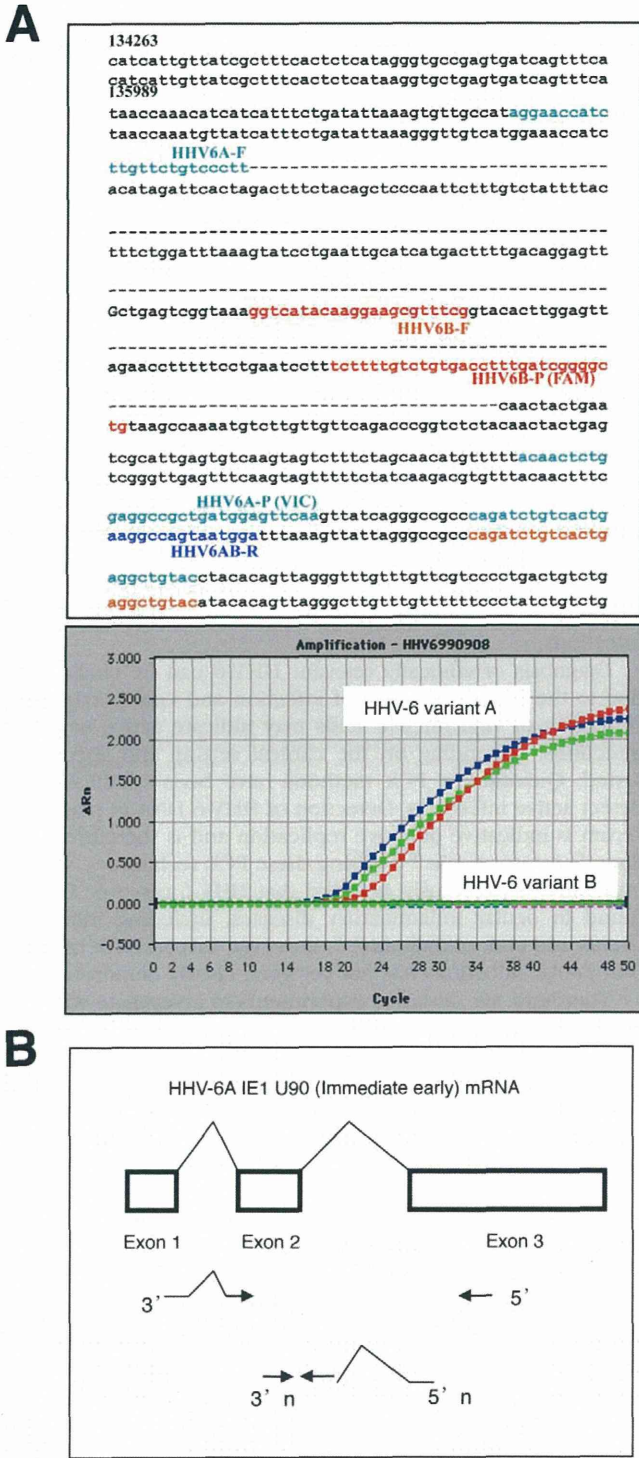 A
134263
catcattgttatcgctttcactctcatagggtgccgagtgatcagtttca
catcattgttatcgctttcactctcataaggtgctgagtgatcagtttca
135989
taaccaaacatcatcatttctgatattaaagtgttgccataggaaccatc
taaccaaatgttatcatttctgatattaaagggttgtcatggaaaccatc
HHV6A-F
ttgttctgtccctt------------------------------------
acatagattcactagactttctacagctcccaattctttgtctattttac
--------------------------------------------------
tttctggatttaaagtatcctgaattgcatcatgacttttgacaggagtt
--------------------------------------------------
Gctgagtcggtaaaggtcatacaaggaagcgtttcggtacacttggagtt
HHV6B-F
agaacctttttcctgaatcctttcttttgtctgtgacctttgatcggggc
HHV6B-P (FAM)
---------------------------------------caactactgaa
tgtaagccaaaatgtcttgttgttcagacccggtctctacaactactgag
tcgcattgagtgtcaagtagtctttctagcaacatgtttttacaactctg
tcgggttgagtttcaagtagtttttctatcaagacgtgtttacaactttc
HHV6A-P (VIC)
gaggccgctgatggagttcaagttatcagggccgcccagatctgtcactg
aaggccagtaatggatttaaagttattagggccgcccagatctgtcactg
HHV6AB-R
aggctgtaccctacacagttagggtttgtttgttcgtcccctgactgtctg
aggctgtacatacacagttagggcttgtttgttttttccctatctgtctg
Amplification - HHV6990908
3.000
2.500
2.000
1.500
1.000
0.500
0.000
-0.500
ΔRn
HHV-6 variant A
HHV-6 variant B
0 2 4 6 8 10 14 18 20 24 28 30 34 38 40 44 48 50
Cycle
B
HHV-6A IE1 U90 (Immediate early) mRNA
Exon 1 Exon 2 Exon 3
3’ 5’
3’ n 5’ n